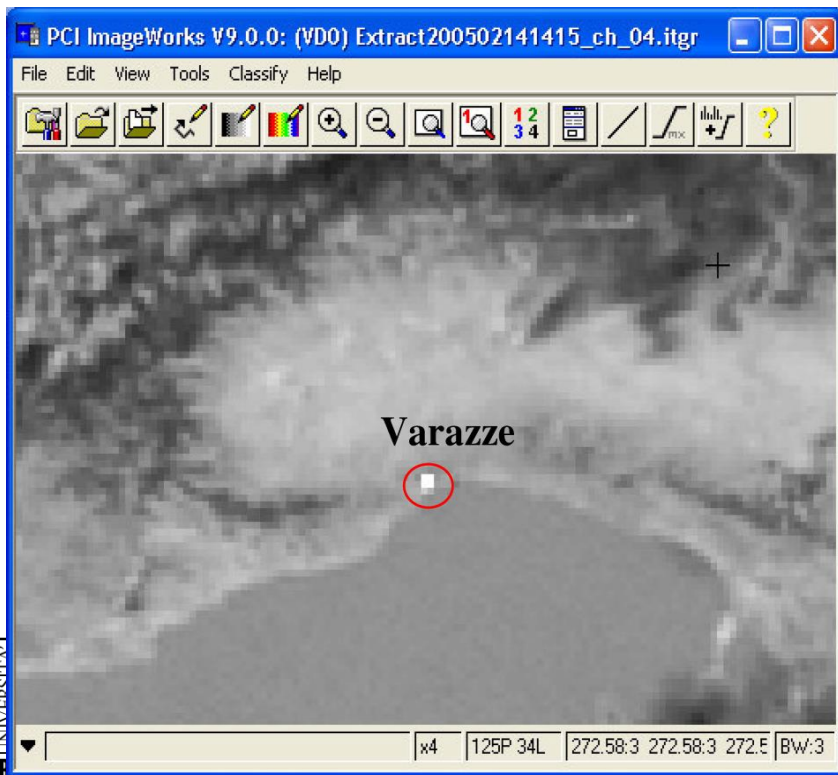 PCI ImageWorks V9.0.0: (VD0) Extract200502141415_ch_04.itgr
File Edit View Tools Classify Help
1 2
3 4
mx
?
Varazze
x4 125P 34L 272.58:3 272.58:3 272.5 BW:3